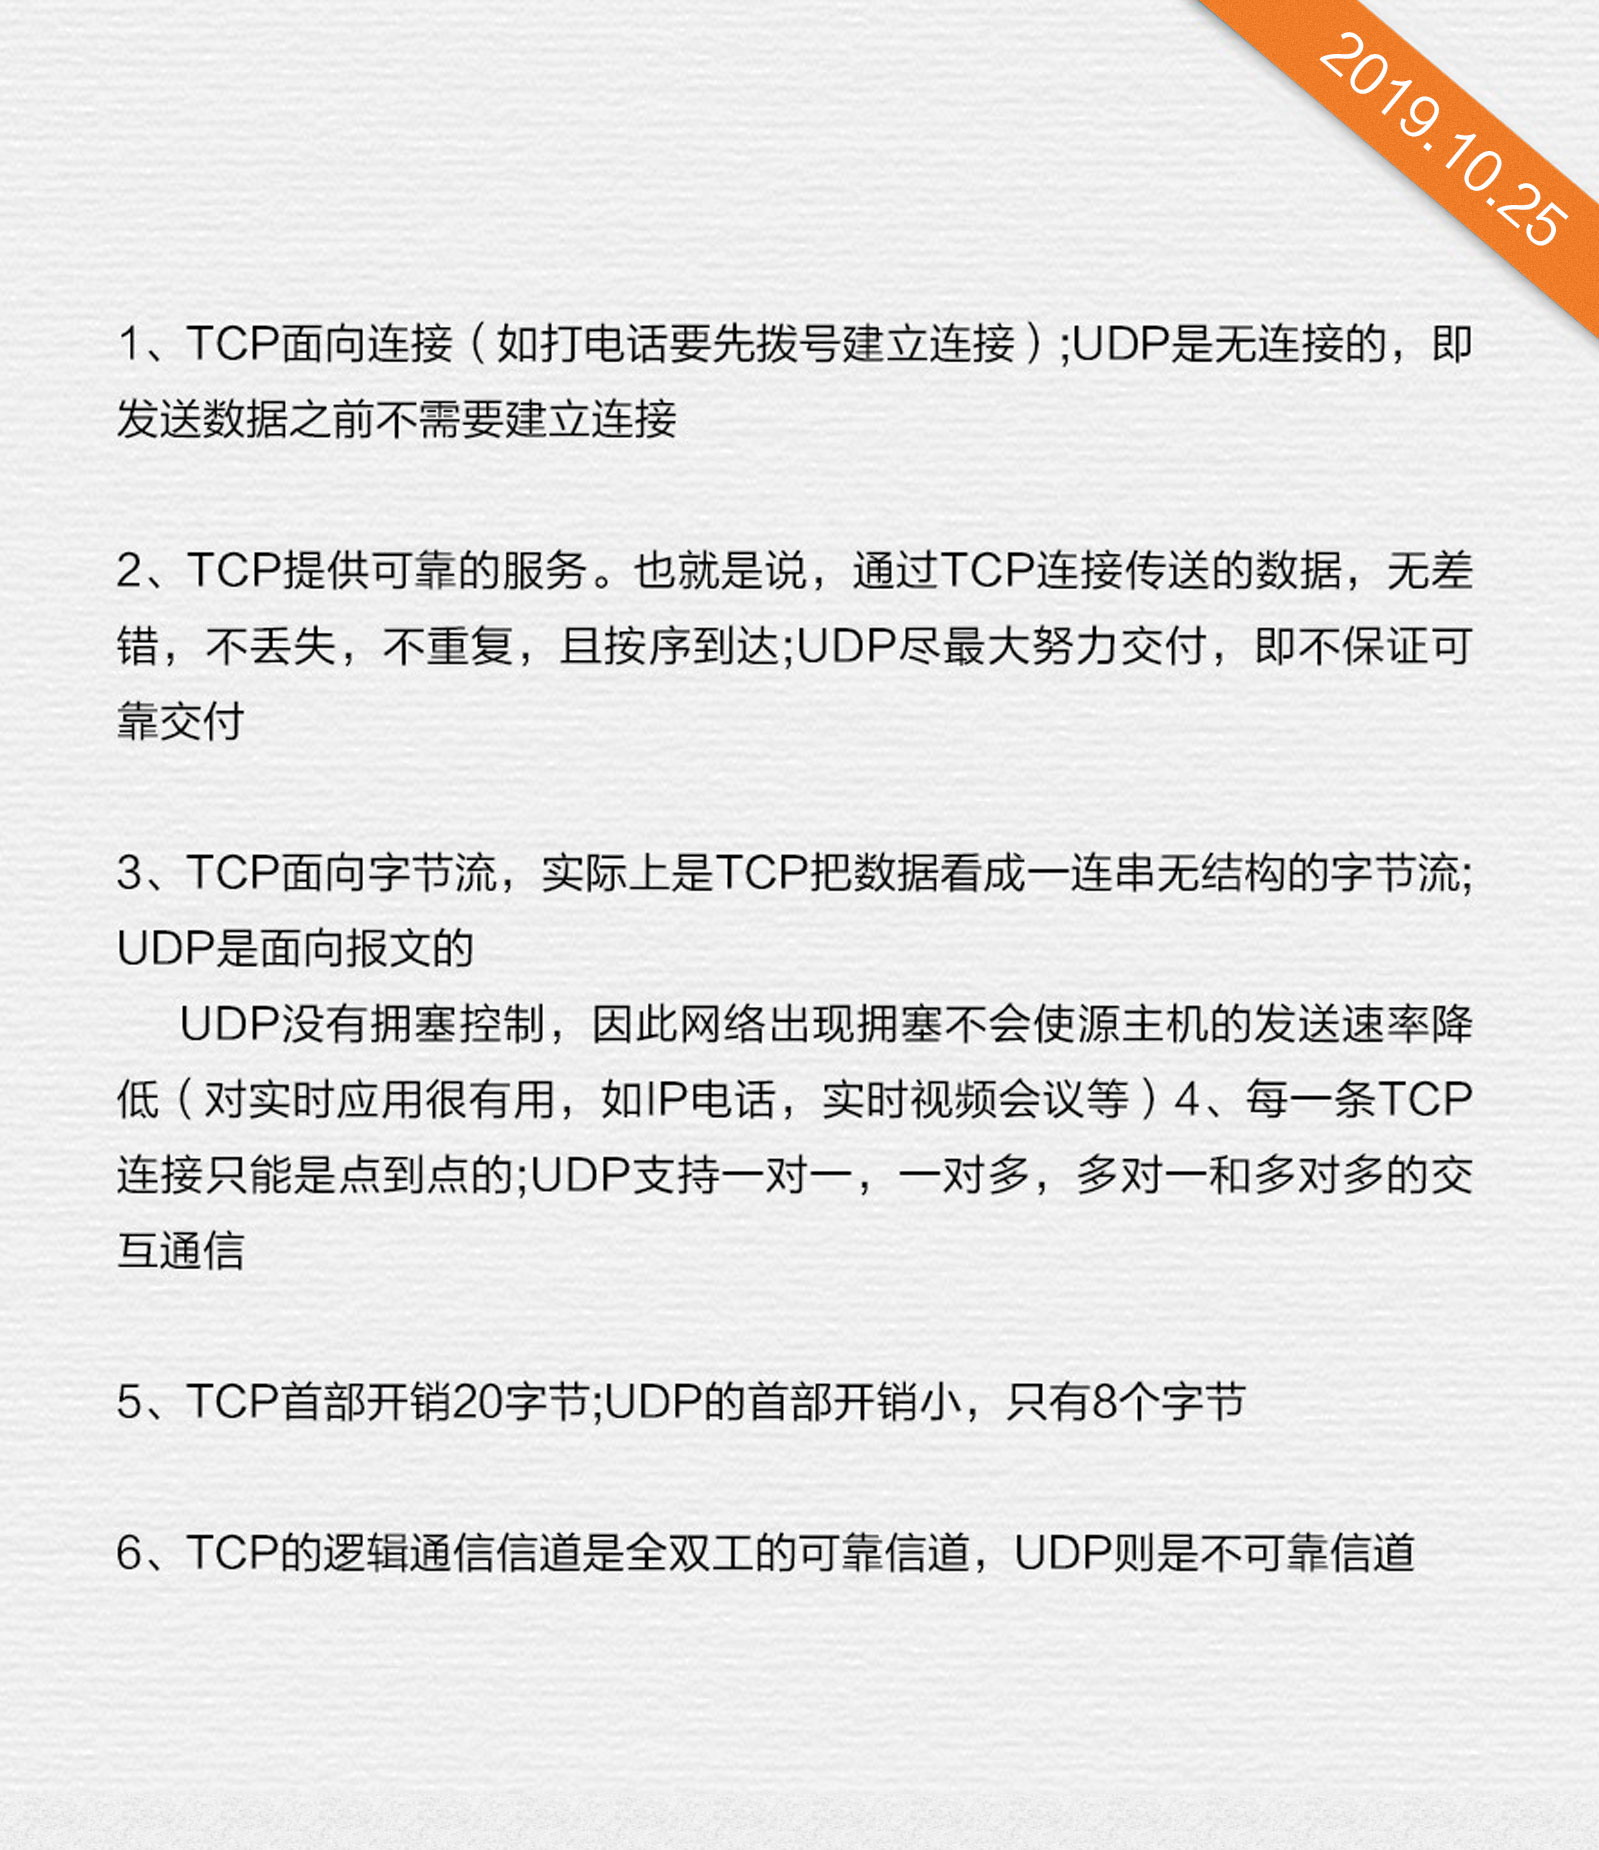 2019.10.25
1、TCP面向连接（如打电话要先拨号建立连接）;UDP是无连接的，即
发送数据之前不需要建立连接
2、TCP提供可靠的服务。也就是说，通过TCP连接传送的数据，无差
错，不丢失，不重复，且按序到达;UDP尽最大努力交付，即不保证可
靠交付
3、TCP面向字节流，实际上是TCP把数据看成一连串无结构的字节流;
UDP是面向报文的
UDP没有拥塞控制，因此网络出现拥塞不会使源主机的发送速率降
低（对实时应用很有用，如IP电话，实时视频会议等）4、每一条TCP
连接只能是点到点的;UDP支持一对一，一对多，多对一和多对多的交
互通信
5、TCP首部开销20字节;UDP的首部开销小，只有8个字节
6、TCP的逻辑通信信道是全双工的可靠信道，UDP则是不可靠信道